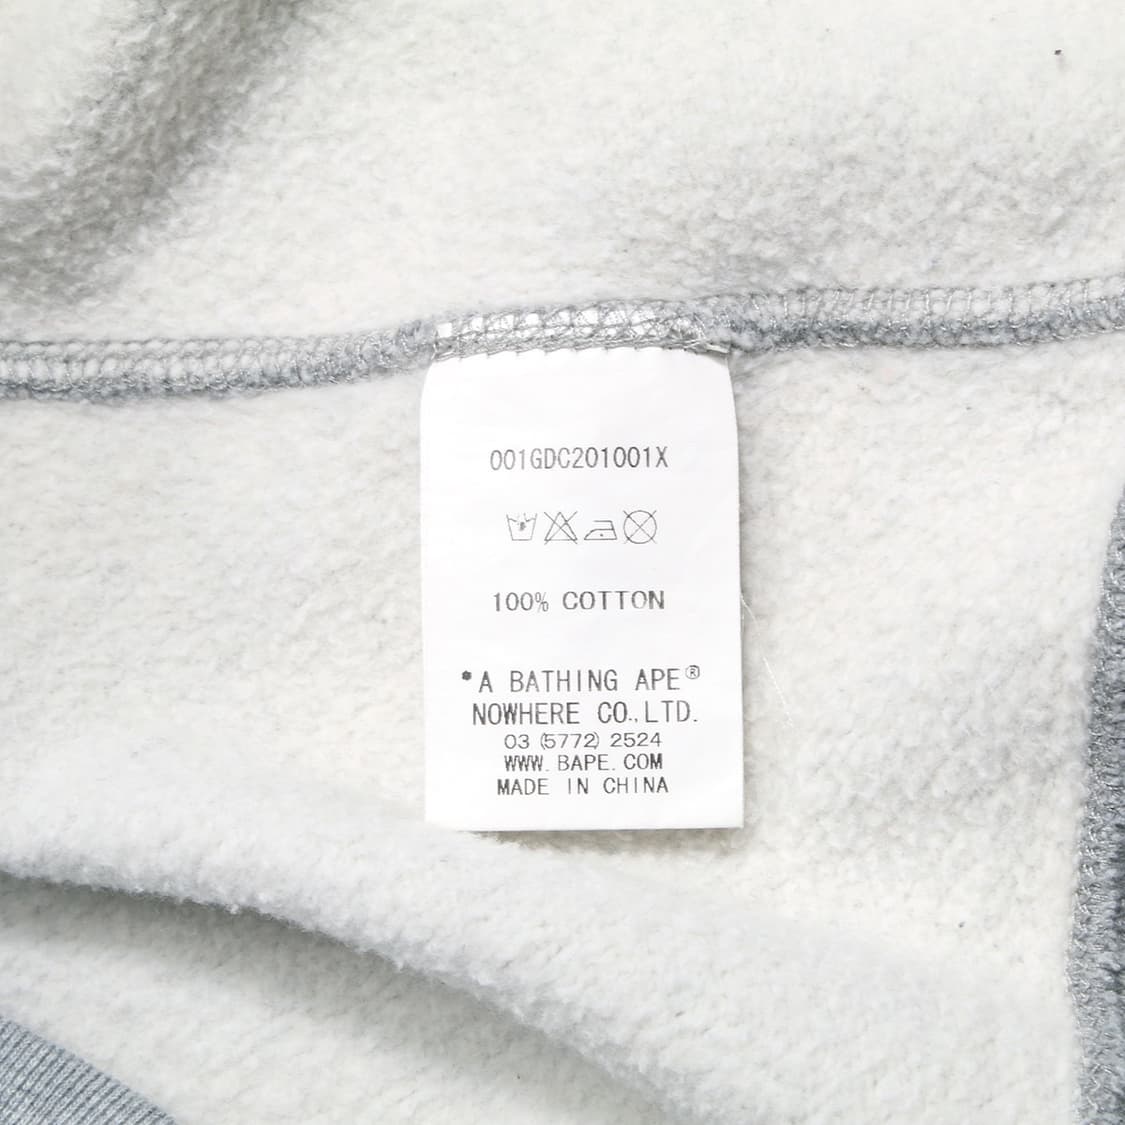 001GDC201001X
100% COTTON
*A BATHING APE®
NOWHERE CO.,LTD.
03 (5772) 2524
WWW. BAPE. COM
MADE IN CHINA